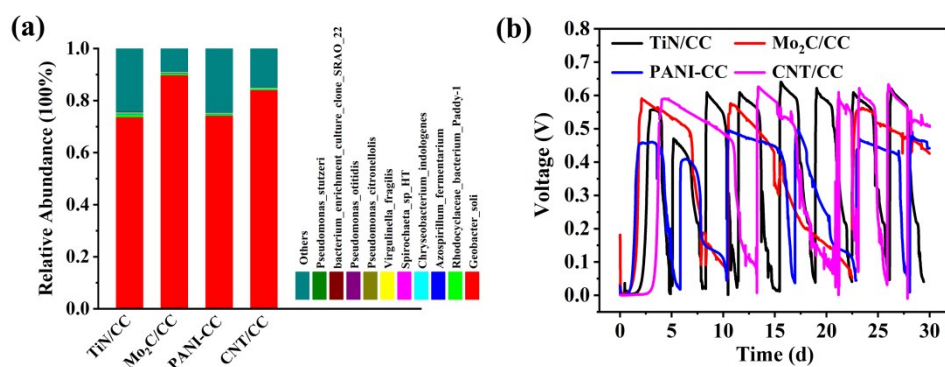 (a)
Relative Abundance (100%)
1.0
0.8
0.6
0.4
0.2
0.0
TiN/CC
Mo₂C/CC
PANI-CC
CNT/CC
Others
Pseudomonas_stutzeri
bacterium_enrichment_culture_clone_SRAO_22
Pseudomonas_otitidis
Pseudomonas_citronellolis
Virgulinella_fragilis
Spirochaeta_sp_HT
Chryseobacterium_indologenes
Azospirillum_fermentarium
Rhodocyclaceae_bacterium_Paddy-1
Geobacter_soli
(b)
Voltage (V)
0.8
0.7
0.6
0.5
0.4
0.3
0.2
0.1
0.0
TiN/CC
Mo₂C/CC
PANI-CC
CNT/CC
0 5 10 15 20 25 30
Time (d)